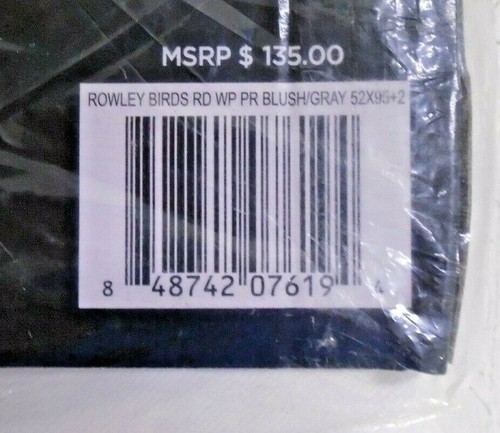 MSRP $ 135.00
ROWLEY BIRDS RD WP PR BLUSH/GRAY 52X95+2
8 48742 07619 4